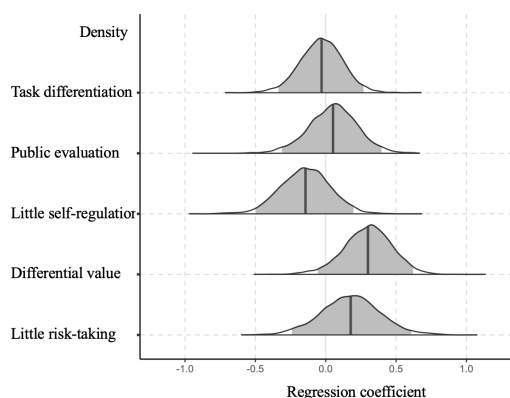 Density
Task differentiation
Public evaluation
Little self-regulation
Differential value
Little risk-taking
-1.0 -0.5 0.0 0.5 1.0
Regression coefficient